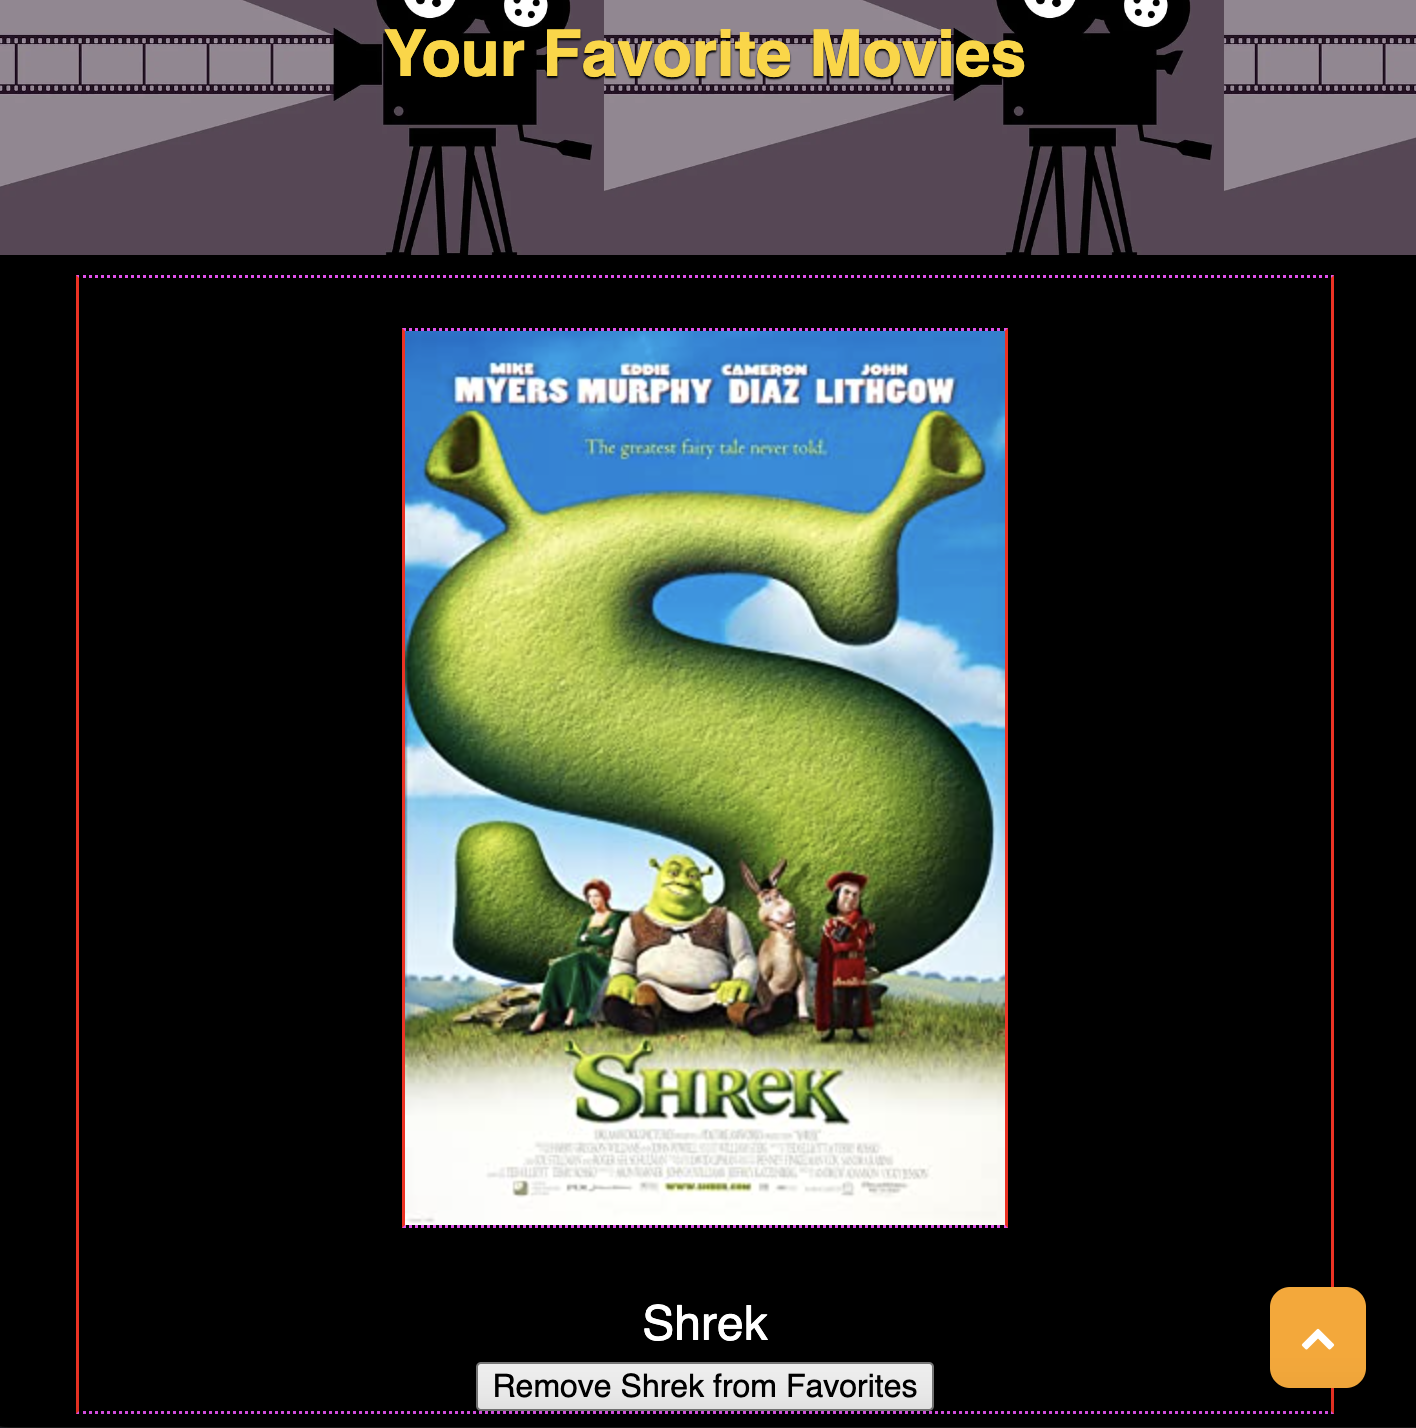 Your Favorite Movies
MIKE EDDIE CAMERON JOHN
MYERS MURPHY DIAZ LITHGOW
The greatest fairy tale never told.
SHREK
WWW.SHREK.COM
Shrek
Remove Shrek from Favorites